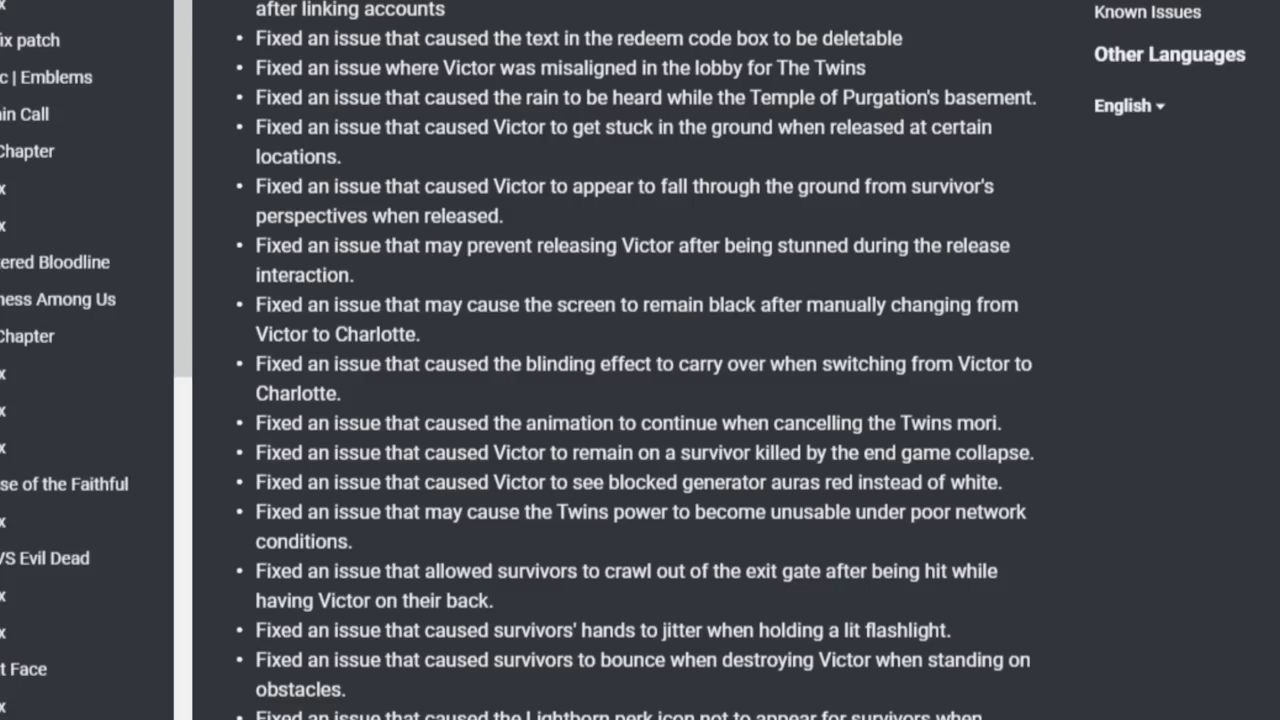 x
ix patch
c | Emblems
in Call
Chapter
x
x
ered Bloodline
ness Among Us
Chapter
x
x
x
se of the Faithful
x
VS Evil Dead
x
x
t Face
x
after linking accounts
• Fixed an issue that caused the text in the redeem code box to be deletable
• Fixed an issue where Victor was misaligned in the lobby for The Twins
• Fixed an issue that caused the rain to be heard while the Temple of Purgation's basement.
• Fixed an issue that caused Victor to get stuck in the ground when released at certain
locations.
• Fixed an issue that caused Victor to appear to fall through the ground from survivor's
perspectives when released.
• Fixed an issue that may prevent releasing Victor after being stunned during the release
interaction.
• Fixed an issue that may cause the screen to remain black after manually changing from
Victor to Charlotte.
• Fixed an issue that caused the blinding effect to carry over when switching from Victor to
Charlotte.
• Fixed an issue that caused the animation to continue when cancelling the Twins mori.
• Fixed an issue that caused Victor to remain on a survivor killed by the end game collapse.
• Fixed an issue that caused Victor to see blocked generator auras red instead of white.
• Fixed an issue that may cause the Twins power to become unusable under poor network
conditions.
• Fixed an issue that allowed survivors to crawl out of the exit gate after being hit while
having Victor on their back.
• Fixed an issue that caused survivors' hands to jitter when holding a lit flashlight.
• Fixed an issue that caused survivors to bounce when destroying Victor when standing on
obstacles.
• Fixed an issue that caused the Lightborn perk icon not to appear for survivors when
Known Issues
Other Languages
English